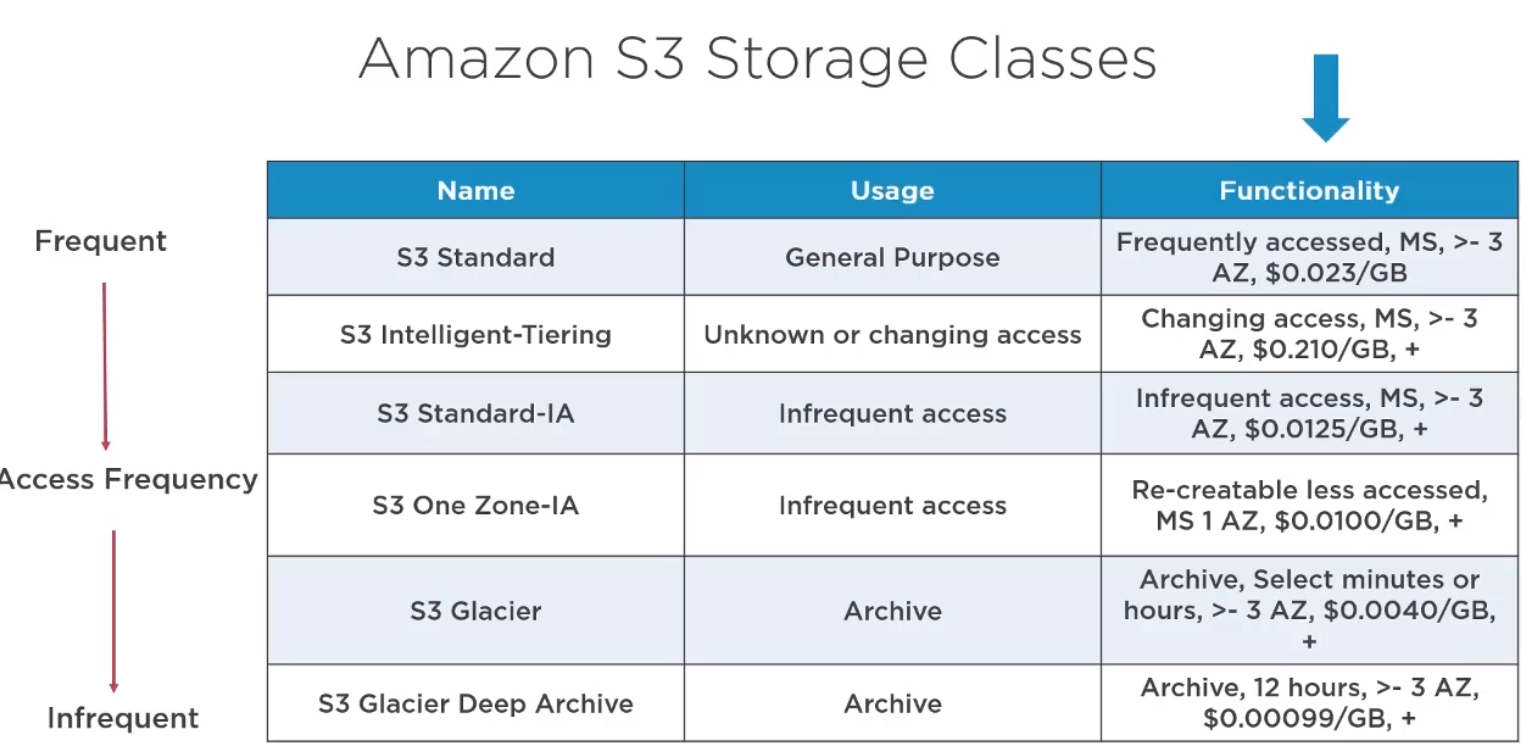 Amazon S3 Storage Classes
Name
Usage
Functionality
Frequent
S3 Standard
General Purpose
Frequently accessed, MS, >- 3
AZ, $0.023/GB
S3 Intelligent-Tiering
Unknown or changing access
Changing access, MS, >- 3
AZ, $0.210/GB, +
S3 Standard-IA
Infrequent access
Infrequent access, MS, >- 3
AZ, $0.0125/GB, +
Access Frequency
S3 One Zone-IA
Infrequent access
Re-creatable less accessed,
MS 1 AZ, $0.0100/GB, +
S3 Glacier
Archive
Archive, Select minutes or
hours, >- 3 AZ, $0.0040/GB,
+
Infrequent
S3 Glacier Deep Archive
Archive
Archive, 12 hours, >- 3 AZ,
$0.00099/GB, +